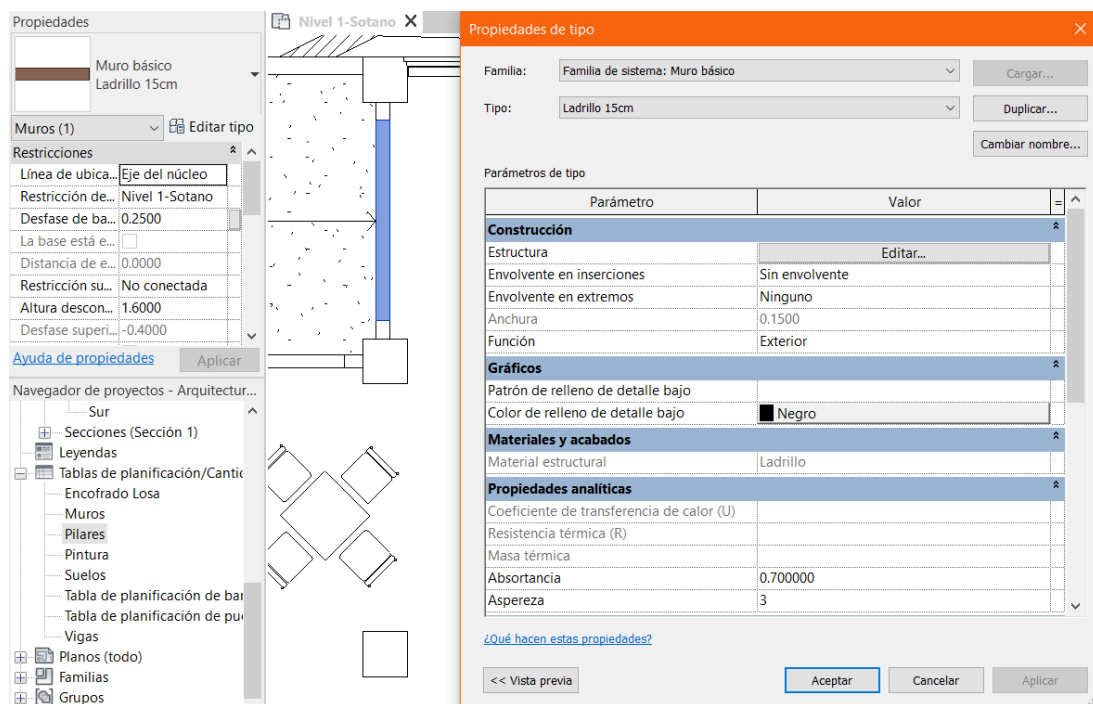 Propiedades
Muro básico
Ladrillo 15cm
Muros (1)
Editar tipo
Restricciones
Línea de ubica... Eje del núcleo
Restricción de... Nivel 1-Sotano
Desfase de ba... 0.2500
La base está e...
Distancia de e... 0.0000
Restricción su... No conectada
Altura descon... 1.6000
Desfase superi... -0.4000
Ayuda de propiedades
Aplicar
Navegador de proyectos - Arquitectur...
Sur
Secciones (Sección 1)
Leyendas
Tablas de planificación/Cantic
Encofrado Losa
Muros
Pilares
Pintura
Suelos
Tabla de planificación de bar
Tabla de planificación de pue
Vigas
Planos (todo)
Familias
Grupos
Nivel 1-Sotano
Propiedades de tipo
Familia: Familia de sistema: Muro básico
Cargar...
Tipo: Ladrillo 15cm
Duplicar...
Cambiar nombre...
Parámetros de tipo
Parámetro Valor =
Construcción
Estructura Editar...
Envolvente en inserciones Sin envolvente
Envolvente en extremos Ninguno
Anchura 0.1500
Función Exterior
Gráficos
Patrón de relleno de detalle bajo
Color de relleno de detalle bajo Negro
Materiales y acabados
Material estructural Ladrillo
Propiedades analíticas
Coeficiente de transferencia de calor (U)
Resistencia térmica (R)
Masa térmica
Absortancia 0.700000
Aspereza 3
¿Qué hacen estas propiedades?
<< Vista previa
Aceptar
Cancelar
Aplicar